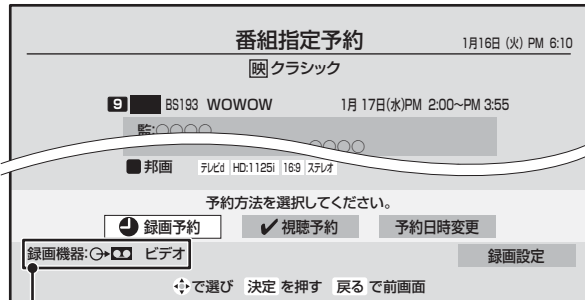 番組指定予約 1月16日 (火) PM 6:10
映 クラシック
9 BS193 WOWOW 1月 17日(水)PM 2:00~PM 3:55
監:○○○○
○○○○
邦画 テレビd HD:1125i 16:9 ステレオ
予約方法を選択してください。
録画予約 視聴予約 予約日時変更
録画機器: ビデオ 録画設定
で選び 決定 を押す 戻る で前画面